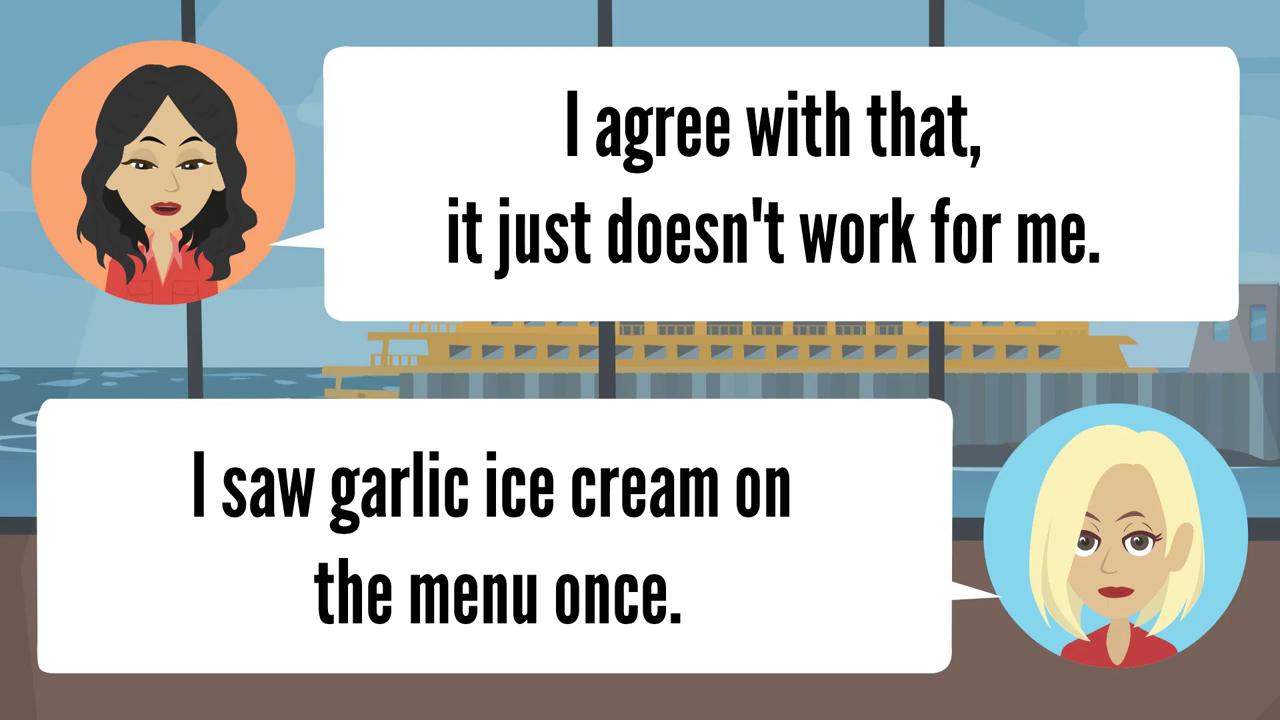 I agree with that,
it just doesn't work for me.
I saw garlic ice cream on
the menu once.